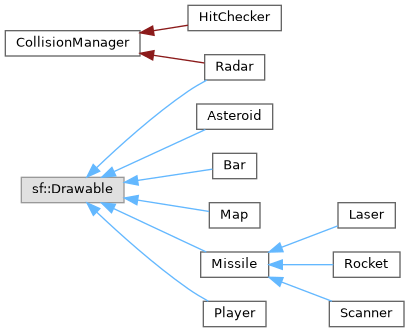 HitChecker
CollisionManager
Radar
Asteroid
Bar
sf::Drawable
Map
Laser
Missile
Rocket
Player
Scanner